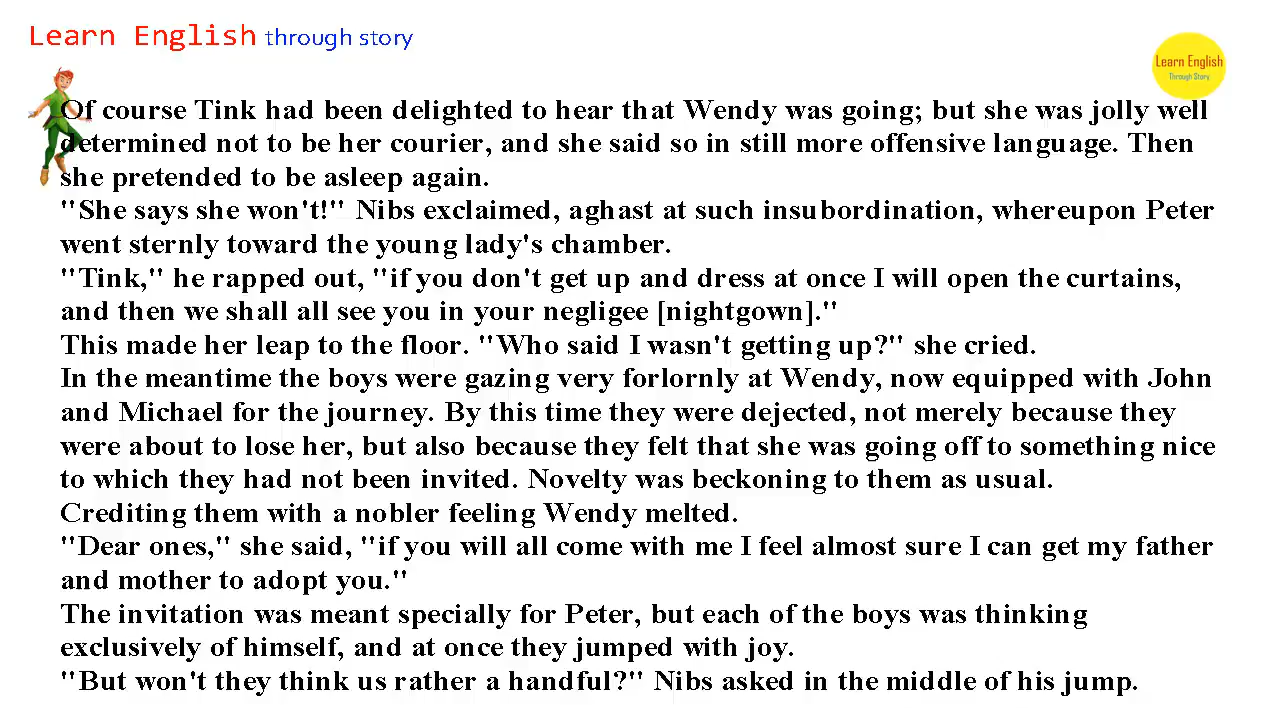 Learn English through story
Learn English
Through Story
Of course Tink had been delighted to hear that Wendy was going; but she was jolly well
determined not to be her courier, and she said so in still more offensive language. Then
she pretended to be asleep again.
"She says she won't!" Nibs exclaimed, aghast at such insubordination, whereupon Peter
went sternly toward the young lady's chamber.
"Tink," he rapped out, "if you don't get up and dress at once I will open the curtains,
and then we shall all see you in your negligee [nightgown]."
This made her leap to the floor. "Who said I wasn't getting up?" she cried.
In the meantime the boys were gazing very forlornly at Wendy, now equipped with John
and Michael for the journey. By this time they were dejected, not merely because they
were about to lose her, but also because they felt that she was going off to something nice
to which they had not been invited. Novelty was beckoning to them as usual.
Crediting them with a nobler feeling Wendy melted.
"Dear ones," she said, "if you will all come with me I feel almost sure I can get my father
and mother to adopt you."
The invitation was meant specially for Peter, but each of the boys was thinking
exclusively of himself, and at once they jumped with joy.
"But won't they think us rather a handful?" Nibs asked in the middle of his jump.